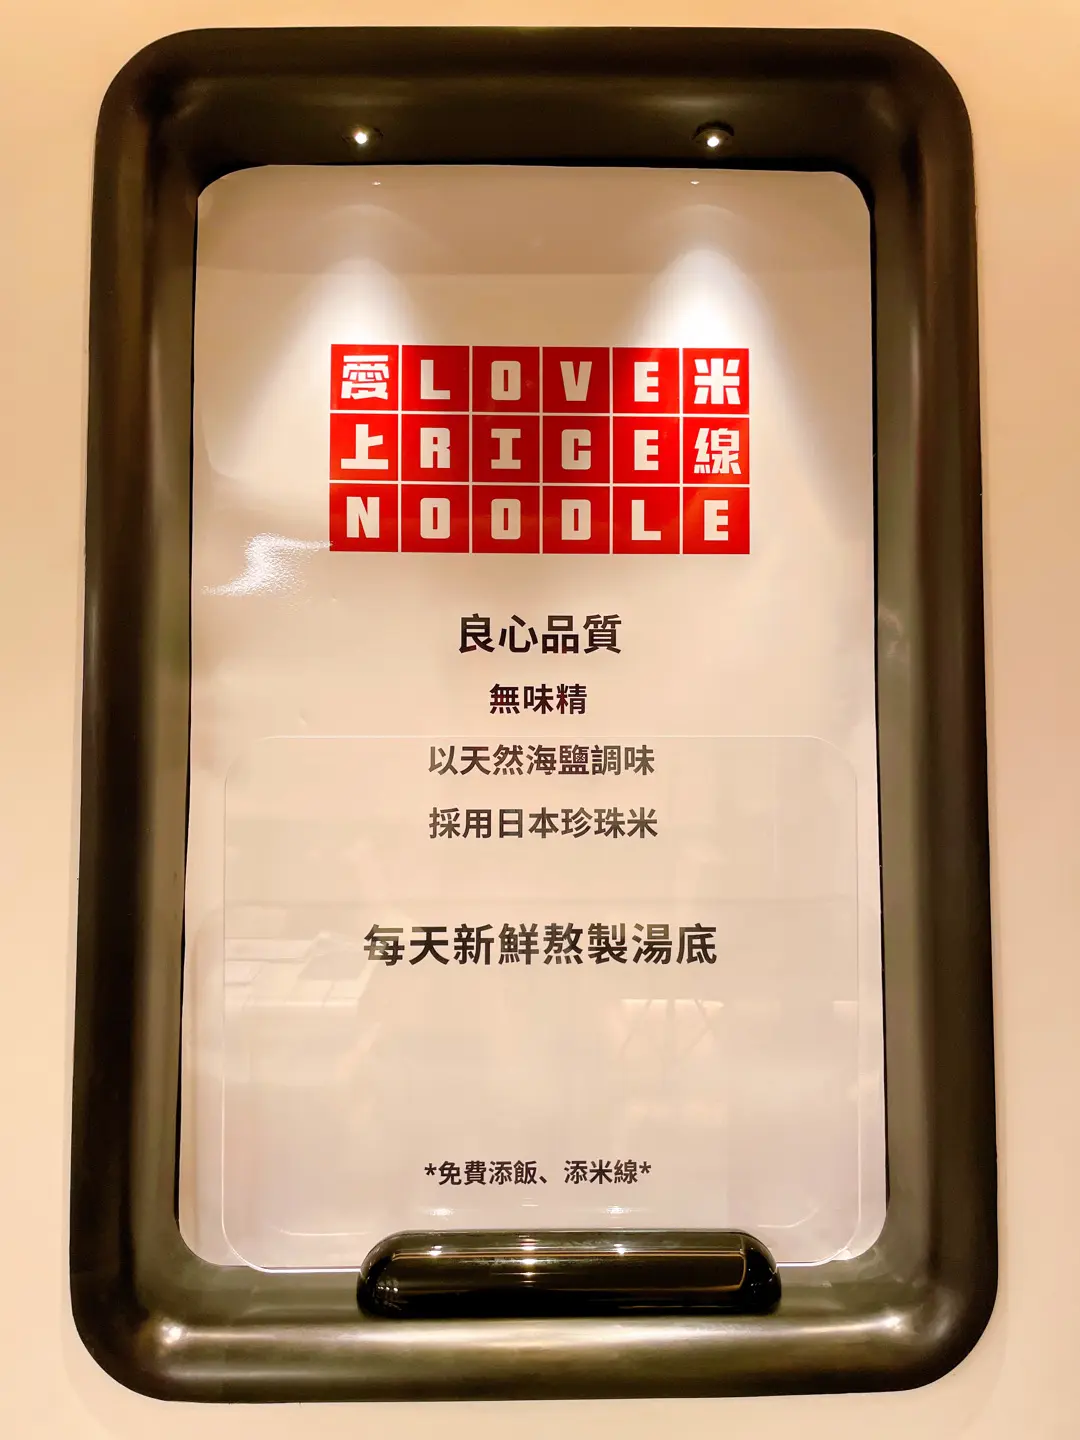 愛LOVE米
上RICE線
NOODLE
良心品質
無味精
以天然海鹽調味
採用日本珍珠米
每天新鮮熬製湯底
*免費添飯、添米線*